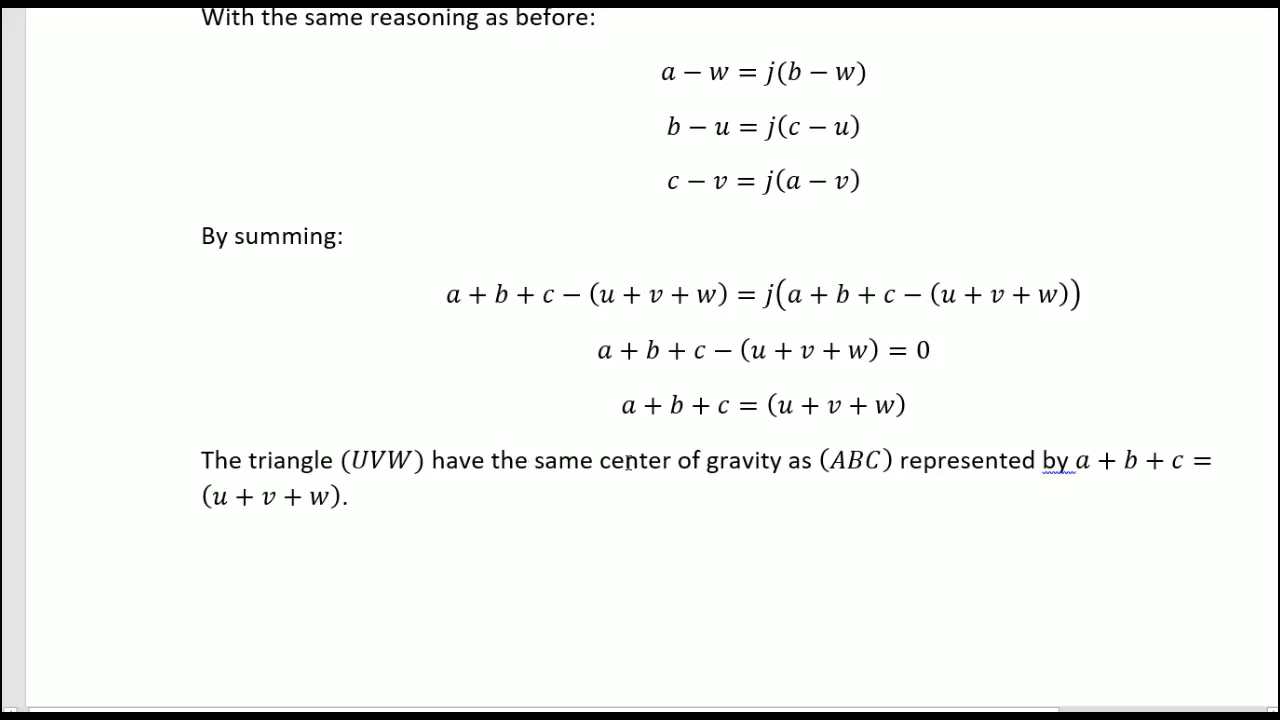 With the same reasoning as before:
𝑎 − 𝑤 = 𝑗(𝑏 − 𝑤)
𝑏 − 𝑢 = 𝑗(𝑐 − 𝑢)
𝑐 − 𝑣 = 𝑗(𝑎 − 𝑣)
By summing:
𝑎 + 𝑏 + 𝑐 − (𝑢 + 𝑣 + 𝑤) = 𝑗(𝑎 + 𝑏 + 𝑐 − (𝑢 + 𝑣 + 𝑤))
𝑎 + 𝑏 + 𝑐 − (𝑢 + 𝑣 + 𝑤) = 0
𝑎 + 𝑏 + 𝑐 = (𝑢 + 𝑣 + 𝑤)
The triangle (𝑈𝑉𝑊) have the same center of gravity as (𝐴𝐵𝐶) represented by 𝑎 + 𝑏 + 𝑐 =
(𝑢 + 𝑣 + 𝑤).